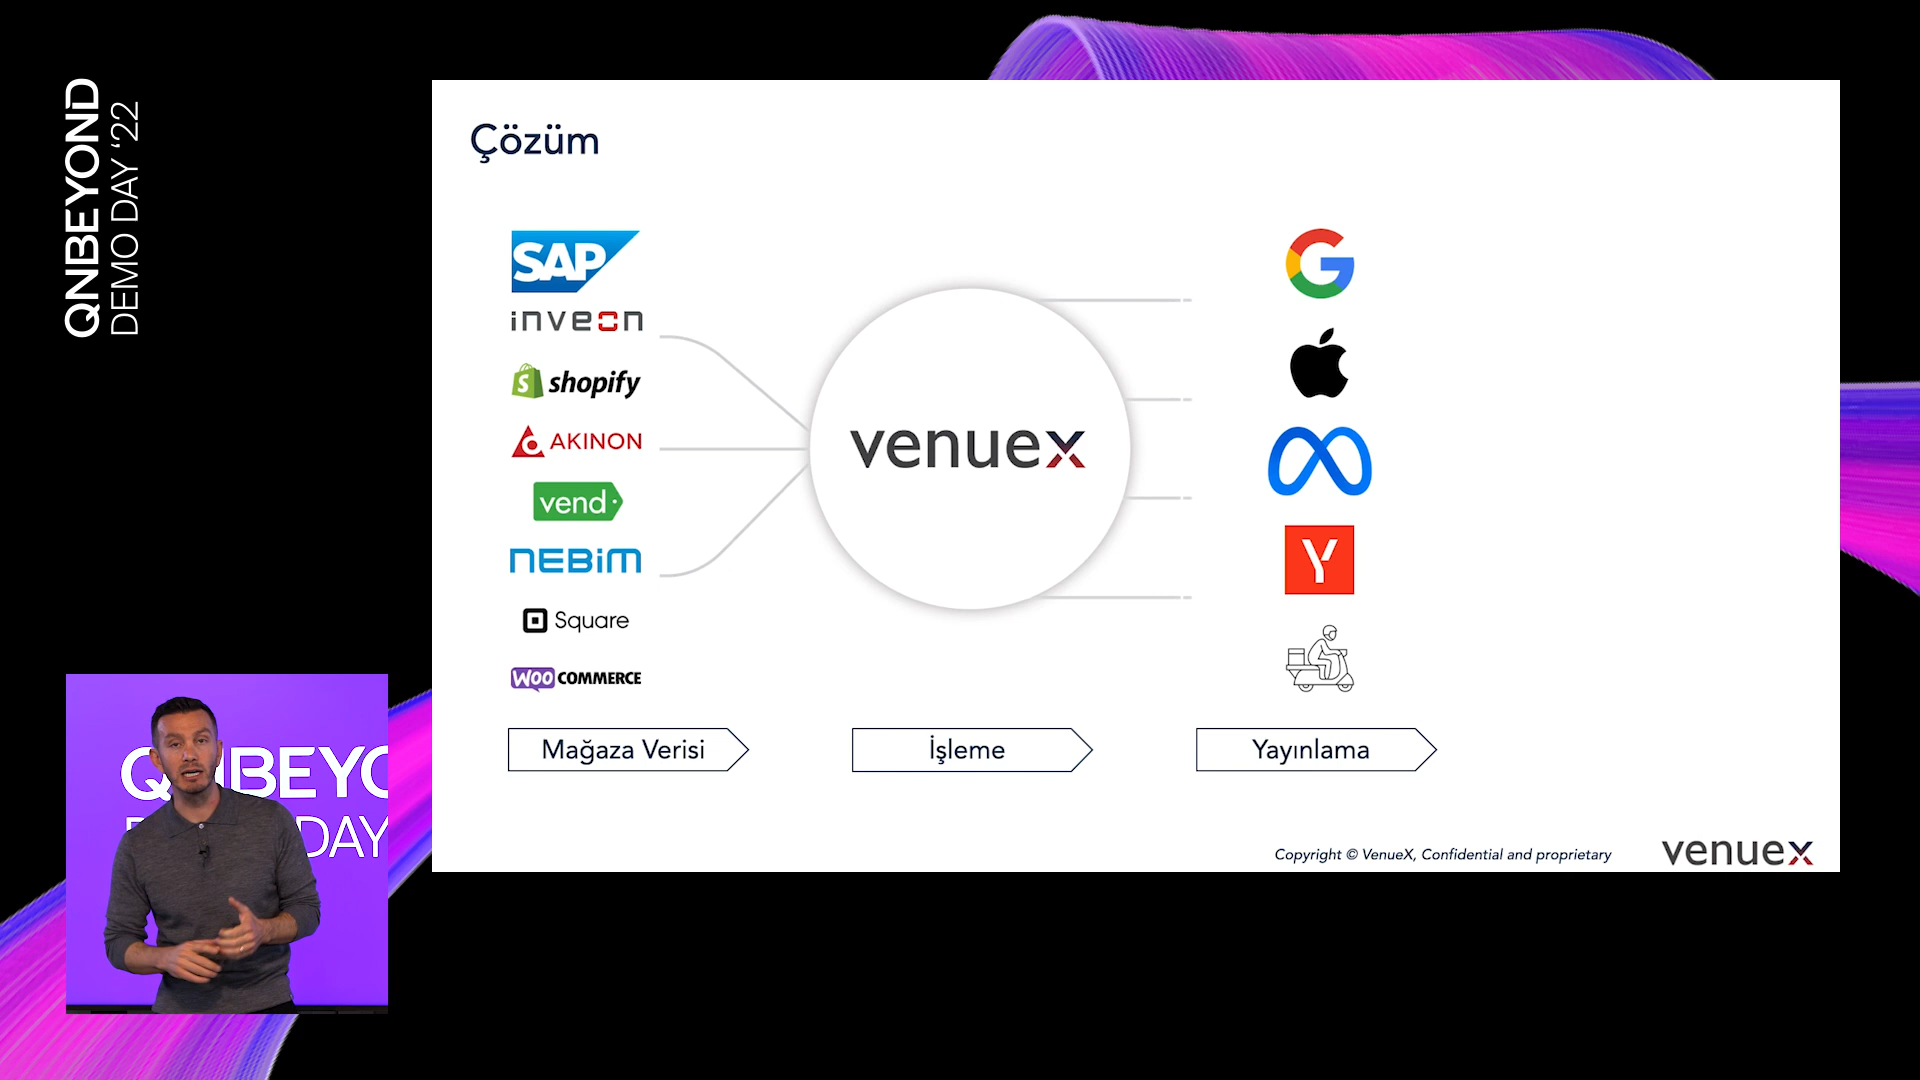 QNBEYOND
DEMO DAY '22
Çözüm
SAP
inveon
shopify
AKINON
vend
NEBiM
Square
WOO COMMERCE
venuex
Mağaza Verisi
İşleme
Yayınlama
Copyright © VenueX, Confidential and proprietary
venuex
DAY